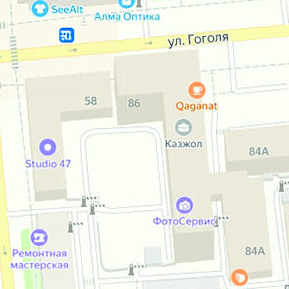 SeeAlt
Алма Оптика
ул. Гоголя
58
86
Qaganat
Казжол
Studio 47
84А
ФотоСервис
Ремонтная
мастерская
84А